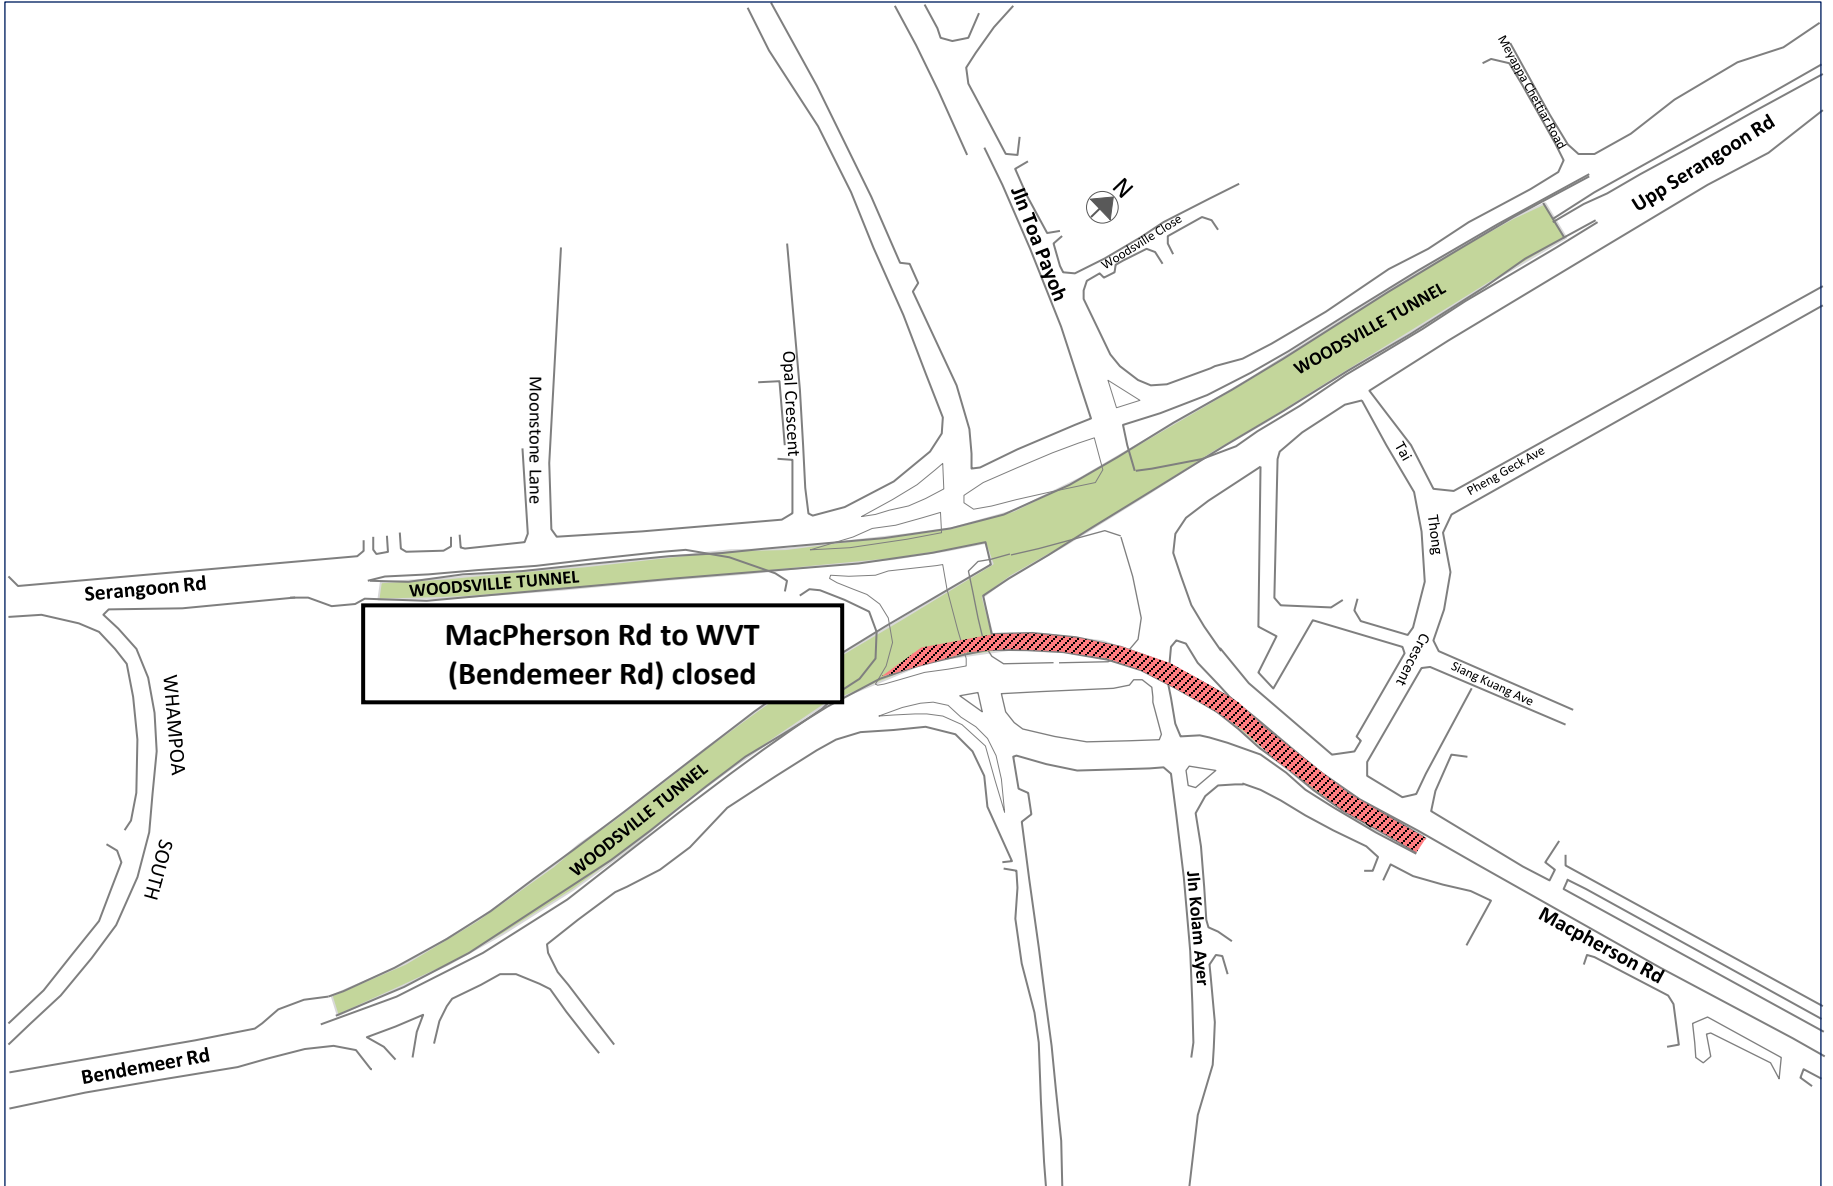 Meyappa Chettiar Road
Upp Serangoon Rd
N
Jln Toa Payoh
Woodsville Close
WOODSVILLE TUNNEL
Opal Crescent
Moonstone Lane
Tai
Thong
Crescent
Pheng Geck Ave
Serangoon Rd
WOODSVILLE TUNNEL
MacPherson Rd to WVT
(Bendemeer Rd) closed
Siang Kuang Ave
WHAMPOA
SOUTH
WOODSVILLE TUNNEL
Jln Kolam Ayer
Macpherson Rd
Bendemeer Rd